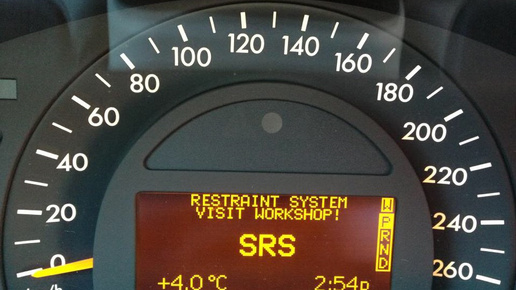 120
100
140
80
160
60
180
40
200
20
220
0
240
260
RESTRAINT SYSTEM
VISIT WORKSHOP!
SRS
W
P
R
N
D
+4.0°C
2:54p